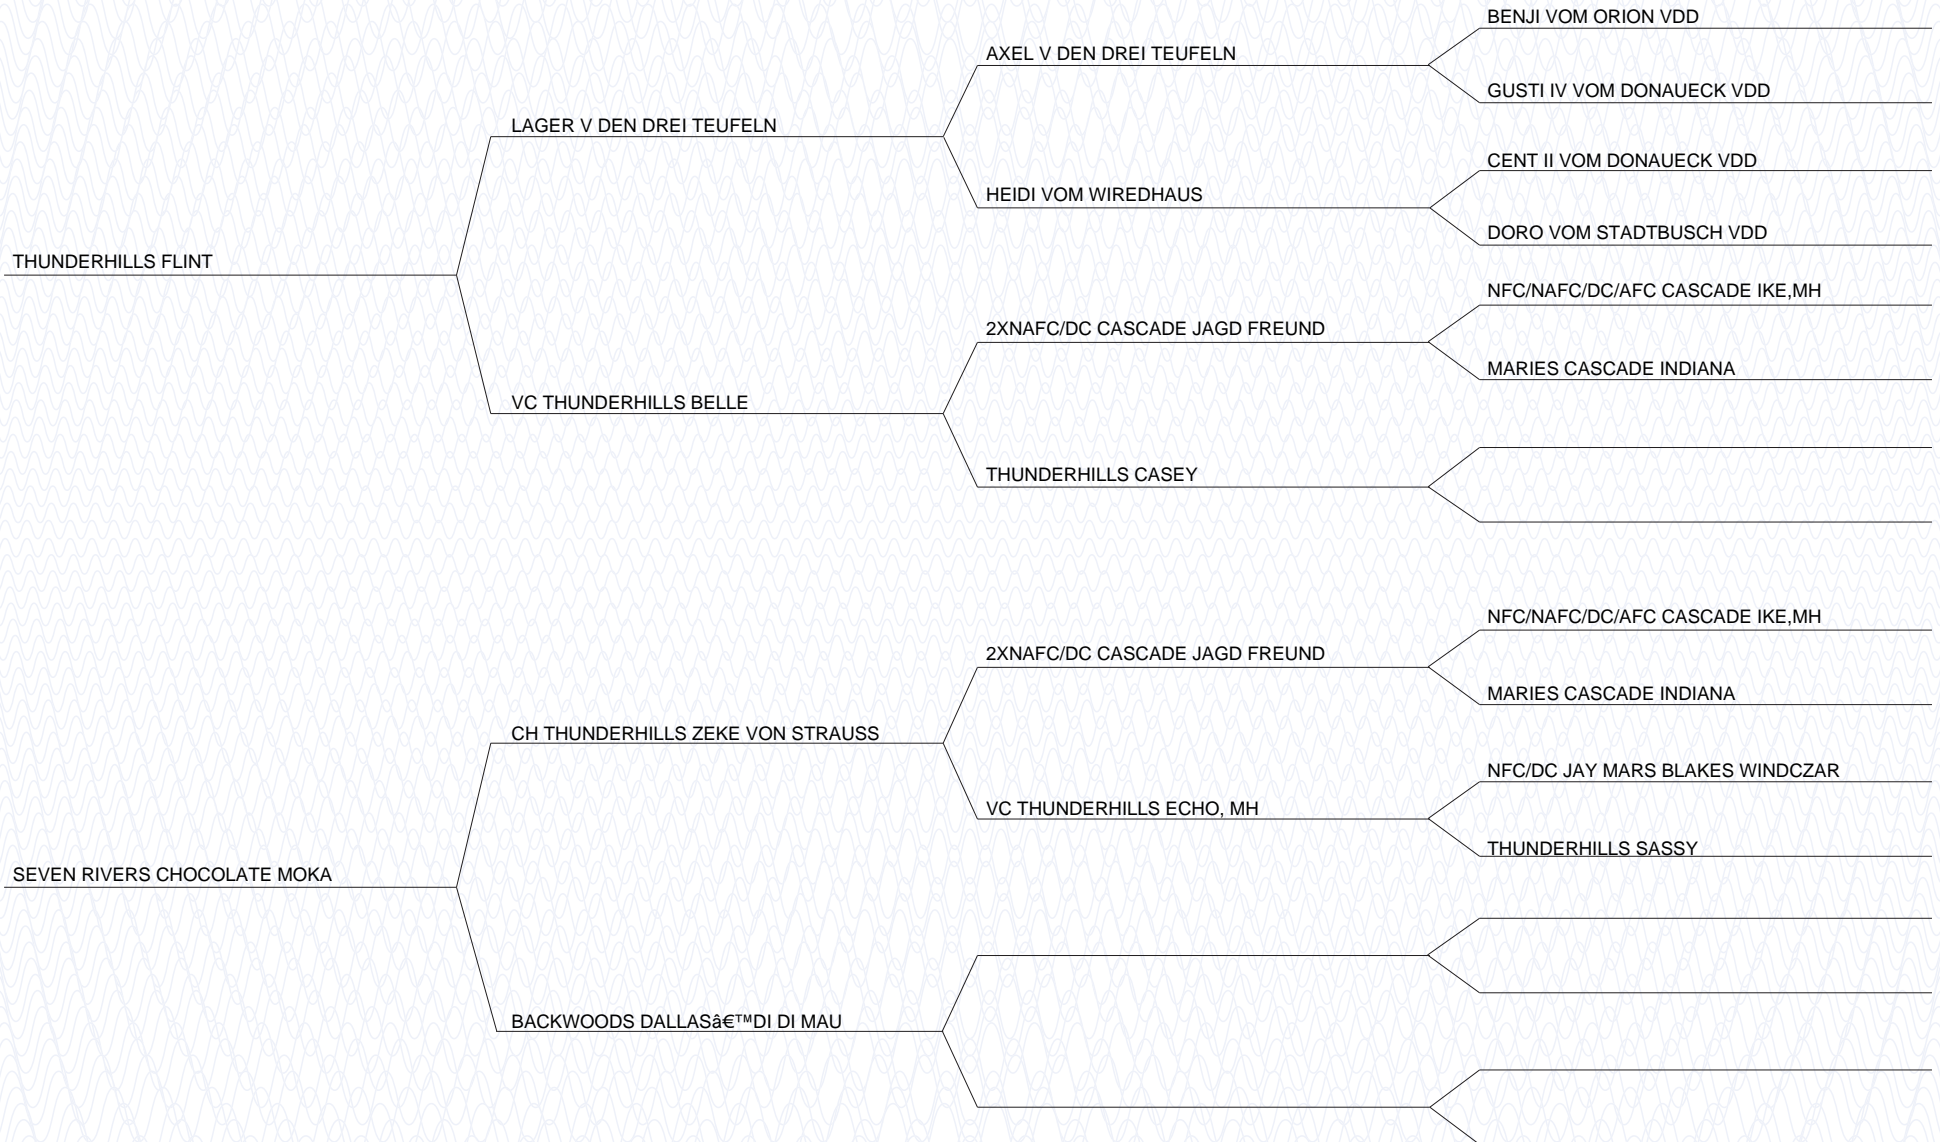 BENJI VOM ORION VDD
AXEL V DEN DREI TEUFELN
GUSTI IV VOM DONAUECK VDD
LAGER V DEN DREI TEUFELN
CENT II VOM DONAUECK VDD
HEIDI VOM WIREDHAUS
DORO VOM STADTBUSCH VDD
THUNDERHILLS FLINT
NFC/NAFC/DC/AFC CASCADE IKE,MH
2XNAFC/DC CASCADE JAGD FREUND
MARIES CASCADE INDIANA
VC THUNDERHILLS BELLE
THUNDERHILLS CASEY
NFC/NAFC/DC/AFC CASCADE IKE,MH
2XNAFC/DC CASCADE JAGD FREUND
MARIES CASCADE INDIANA
CH THUNDERHILLS ZEKE VON STRAUSS
NFC/DC JAY MARS BLAKES WINDCZAR
VC THUNDERHILLS ECHO, MH
THUNDERHILLS SASSY
SEVEN RIVERS CHOCOLATE MOKA
BACKWOODS DALLASâ€™DI DI MAU